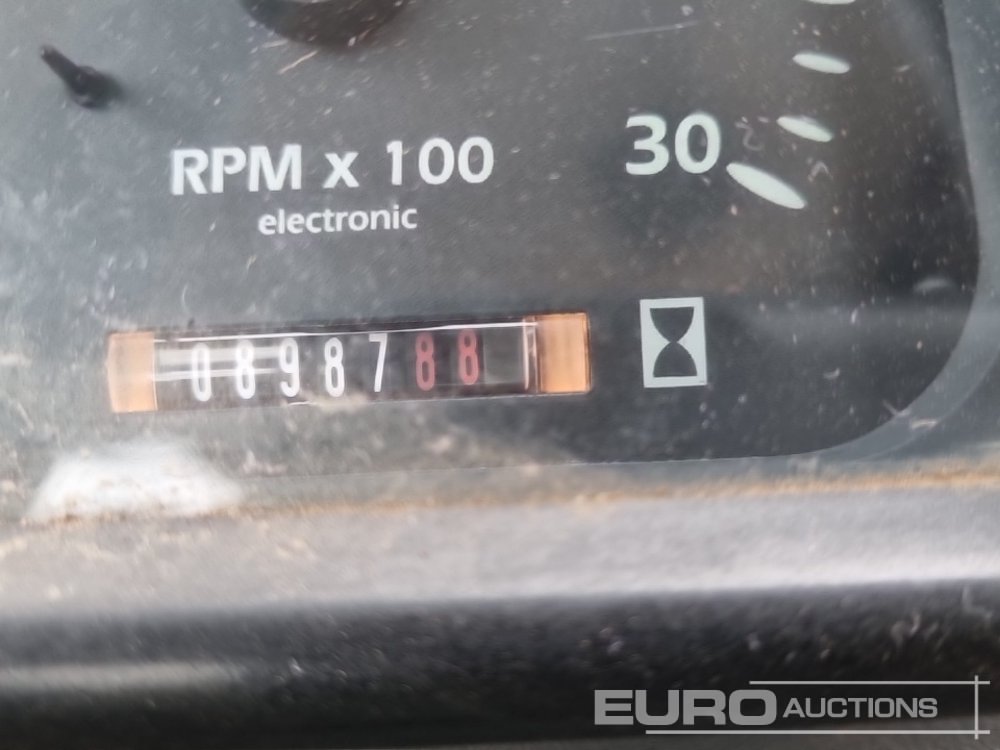 RPM x 100
electronic
30
0898788
EURO AUCTIONS